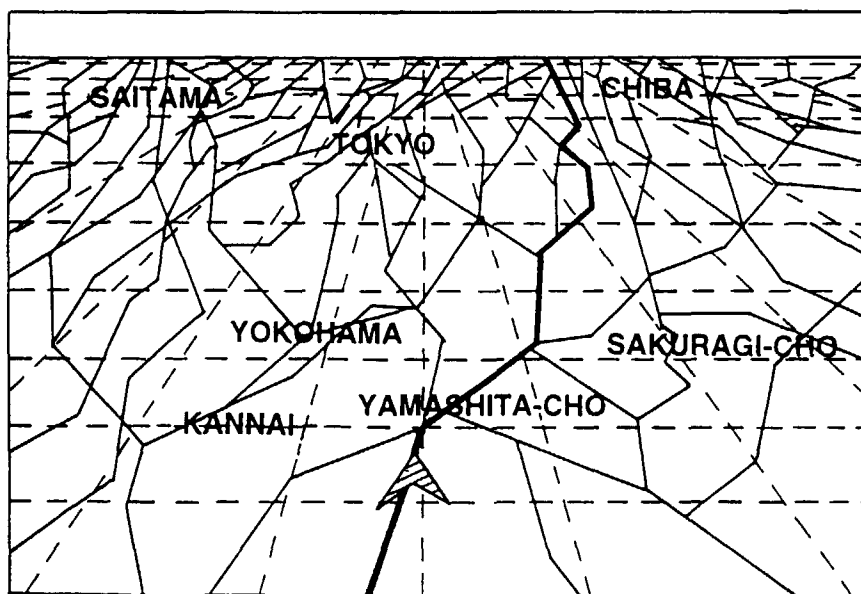 SAITAMA
CHIBA
TOKYO
YOKOHAMA
SAKURAGI-CHO
YAMASHITA-CHO
KANNAI